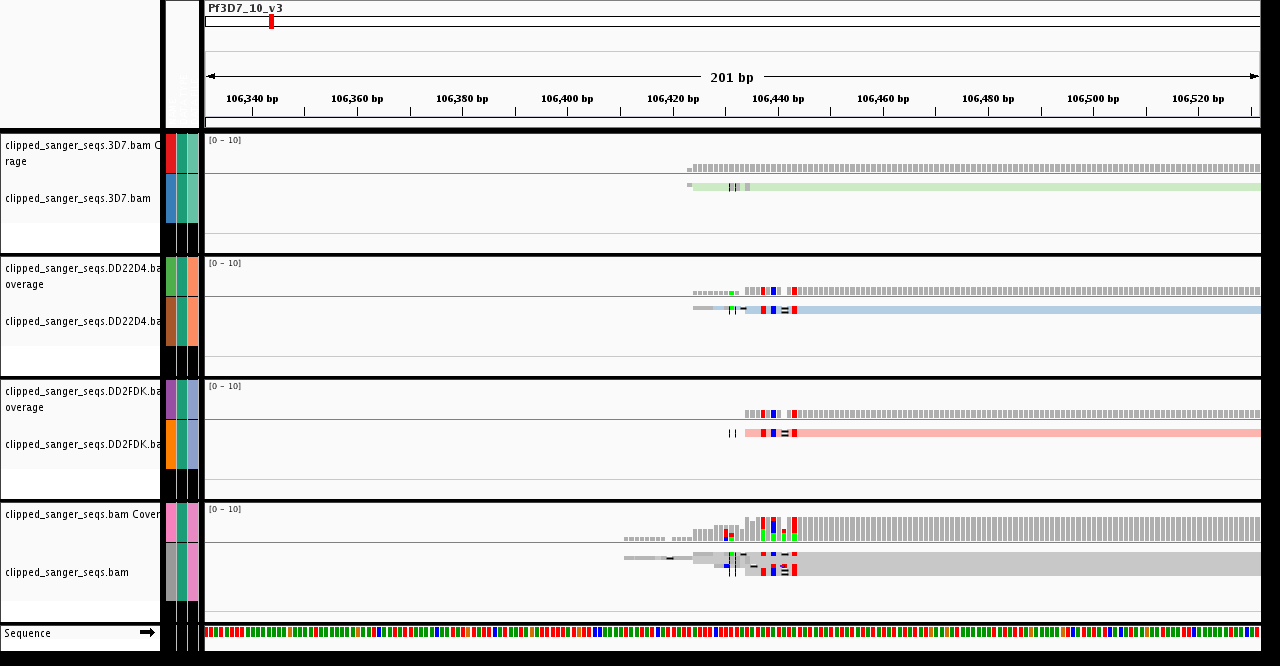 Pf3D7_10_v3
201 bp
106,340 bp 106,360 bp 106,380 bp 106,400 bp 106,420 bp 106,440 bp 106,460 bp 106,480 bp 106,500 bp 106,520 bp
[0 - 10]
clipped_sanger_seqs.3D7.bam C
rage
clipped_sanger_seqs.3D7.bam
[0 - 10]
clipped_sanger_seqs.DD22D4.ba
overage
clipped_sanger_seqs.DD22D4.ba
[0 - 10]
clipped_sanger_seqs.DD2FDK.ba
overage
clipped_sanger_seqs.DD2FDK.ba
[0 - 10]
clipped_sanger_seqs.bam Cover
clipped_sanger_seqs.bam
Sequence